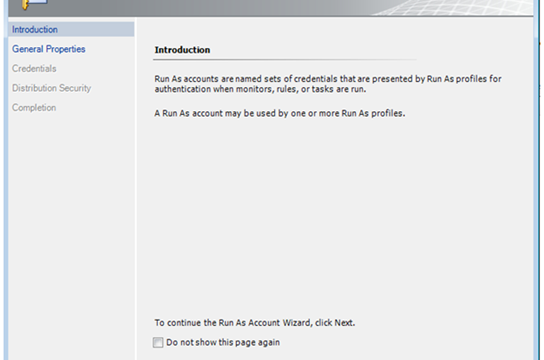 Introduction
General Properties
Credentials
Distribution Security
Completion
Introduction
Run As accounts are named sets of credentials that are presented by Run As profiles for
authentication when monitors, rules, or tasks are run.
A Run As account may be used by one or more Run As profiles.
To continue the Run As Account Wizard, click Next.
Do not show this page again